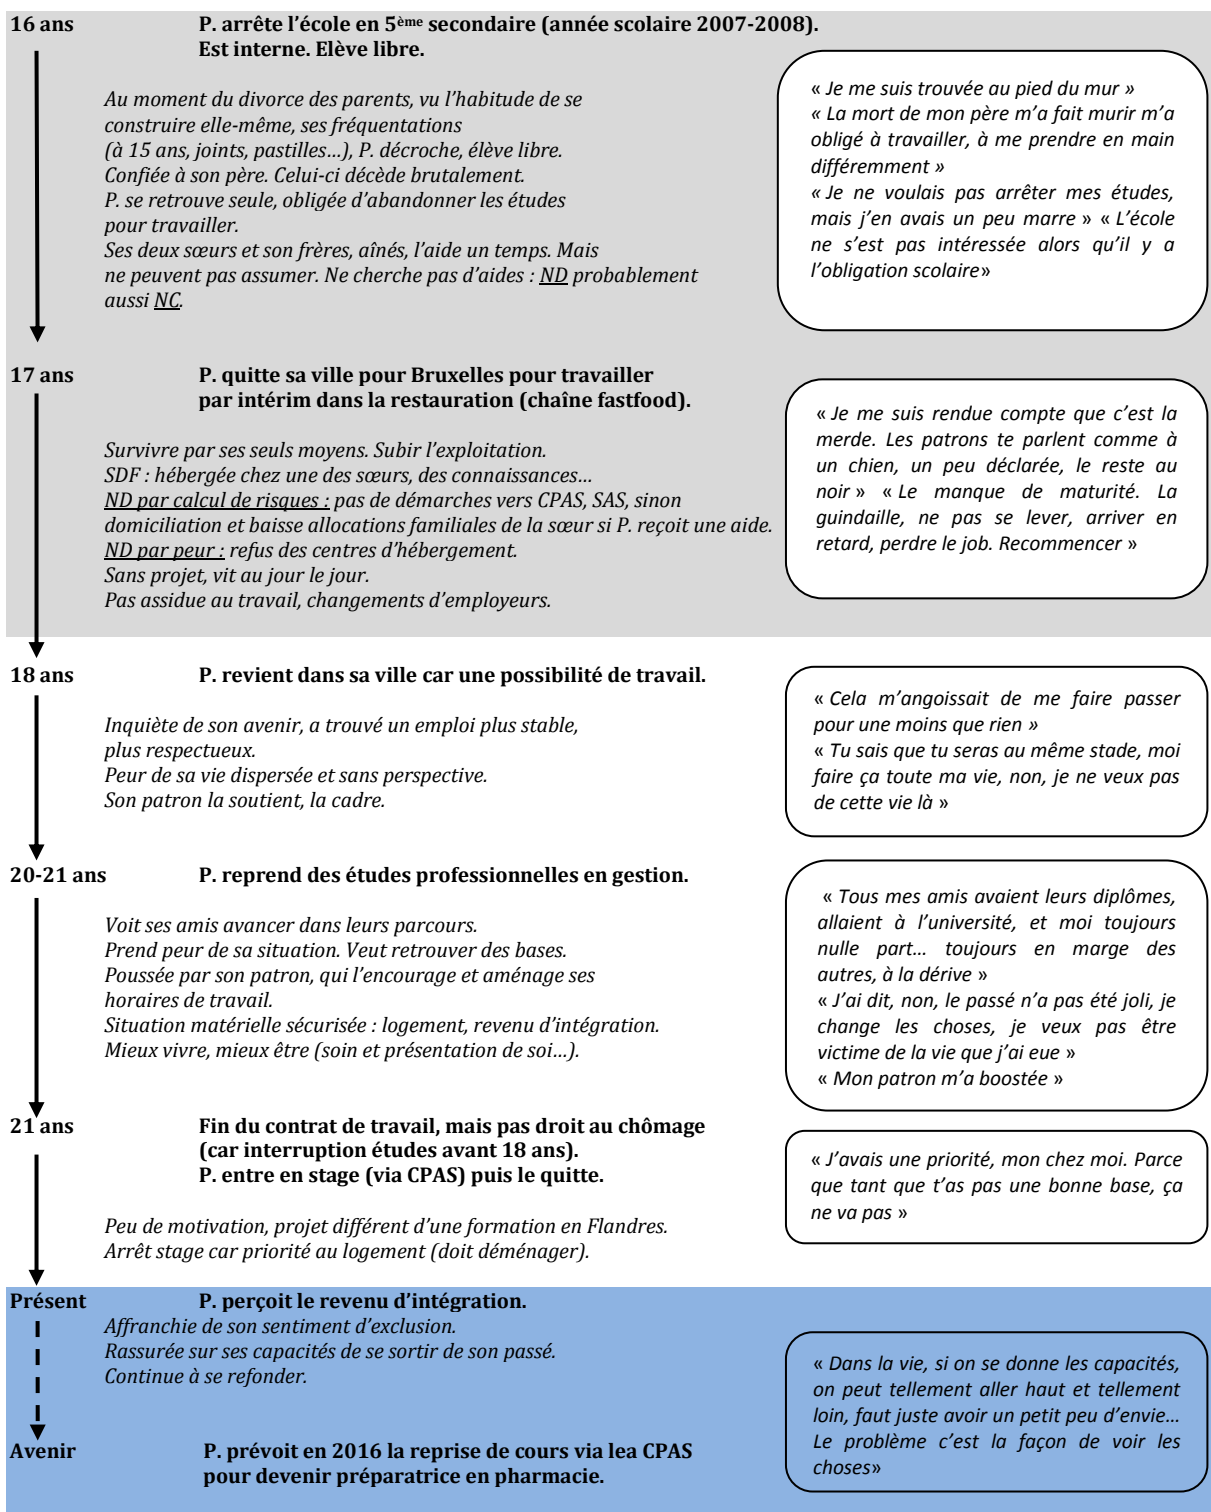 16 ans P. arrête l’école en 5ème secondaire (année scolaire 2007-2008).
Est interne. Elève libre.
Au moment du divorce des parents, vu l’habitude de se
construire elle-même, ses fréquentations
(à 15 ans, joints, pastilles…), P. décroche, élève libre.
Confiée à son père. Celui-ci décède brutalement.
P. se retrouve seule, obligée d’abandonner les études
pour travailler.
Ses deux sœurs et son frères, aînés, l’aide un temps. Mais
ne peuvent pas assumer. Ne cherche pas d’aides : ND probablement
aussi NC.
« Je me suis trouvée au pied du mur »
« La mort de mon père m’a fait murir m’a
obligé à travailler, à me prendre en main
différemment »
« Je ne voulais pas arrêter mes études,
mais j’en avais un peu marre » « L’école
ne s’est pas intéressée alors qu’il y a
l’obligation scolaire»
17 ans P. quitte sa ville pour Bruxelles pour travailler
par intérim dans la restauration (chaîne fastfood).
Survivre par ses seuls moyens. Subir l’exploitation.
SDF : hébergée chez une des sœurs, des connaissances…
ND par calcul de risques : pas de démarches vers CPAS, SAS, sinon
domiciliation et baisse allocations familiales de la sœur si P. reçoit une aide.
ND par peur : refus des centres d’hébergement.
Sans projet, vit au jour le jour.
Pas assidue au travail, changements d’employeurs.
« Je me suis rendue compte que c’est la
merde. Les patrons te parlent comme à
un chien, un peu déclarée, le reste au
noir » « Le manque de maturité. La
guindaille, ne pas se lever, arriver en
retard, perdre le job. Recommencer »
18 ans P. revient dans sa ville car une possibilité de travail.
Inquiète de son avenir, a trouvé un emploi plus stable,
plus respectueux.
Peur de sa vie dispersée et sans perspective.
Son patron la soutient, la cadre.
« Cela m’angoissait de me faire passer
pour une moins que rien »
« Tu sais que tu seras au même stade, moi
faire ça toute ma vie, non, je ne veux pas
de cette vie là »
20-21 ans P. reprend des études professionnelles en gestion.
Voit ses amis avancer dans leurs parcours.
Prend peur de sa situation. Veut retrouver des bases.
Poussée par son patron, qui l’encourage et aménage ses
horaires de travail.
Situation matérielle sécurisée : logement, revenu d’intégration.
Mieux vivre, mieux être (soin et présentation de soi…).
« Tous mes amis avaient leurs diplômes,
allaient à l’université, et moi toujours
nulle part… toujours en marge des
autres, à la dérive »
« J’ai dit, non, le passé n’a pas été joli, je
change les choses, je veux pas être
victime de la vie que j’ai eue »
« Mon patron m’a boostée »
21 ans Fin du contrat de travail, mais pas droit au chômage
(car interruption études avant 18 ans).
P. entre en stage (via CPAS) puis le quitte.
Peu de motivation, projet différent d’une formation en Flandres.
Arrêt stage car priorité au logement (doit déménager).
« J’avais une priorité, mon chez moi. Parce
que tant que t’as pas une bonne base, ça
ne va pas »
Présent P. perçoit le revenu d’intégration.
Affranchie de son sentiment d’exclusion.
Rassurée sur ses capacités de se sortir de son passé.
Continue à se refonder.
« Dans la vie, si on se donne les capacités,
on peut tellement aller haut et tellement
loin, faut juste avoir un petit peu d’envie…
Le problème c’est la façon de voir les
choses»
Avenir P. prévoit en 2016 la reprise de cours via lea CPAS
pour devenir préparatrice en pharmacie.